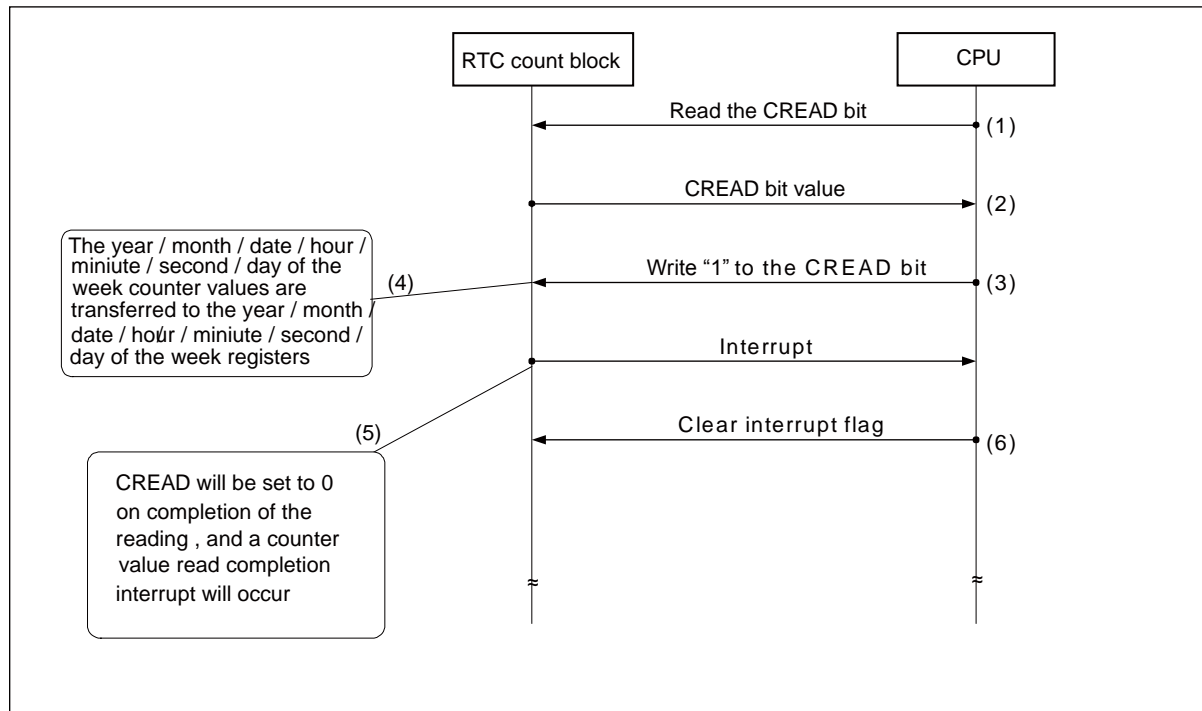 RTC count block
CPU
Read the CREAD bit
(1)
CREAD bit value
(2)
The year / month / date / hour /
miniute / second / day of the
week counter values are
transferred to the year / month /
date / hour / miniute / second /
day of the week registers
(4)
Write “1” to the CREAD bit
(3)
Interrupt
(5)
Clear interrupt flag
(6)
CREAD will be set to 0
on completion of the
reading , and a counter
value read completion
interrupt will occur
≈
≈